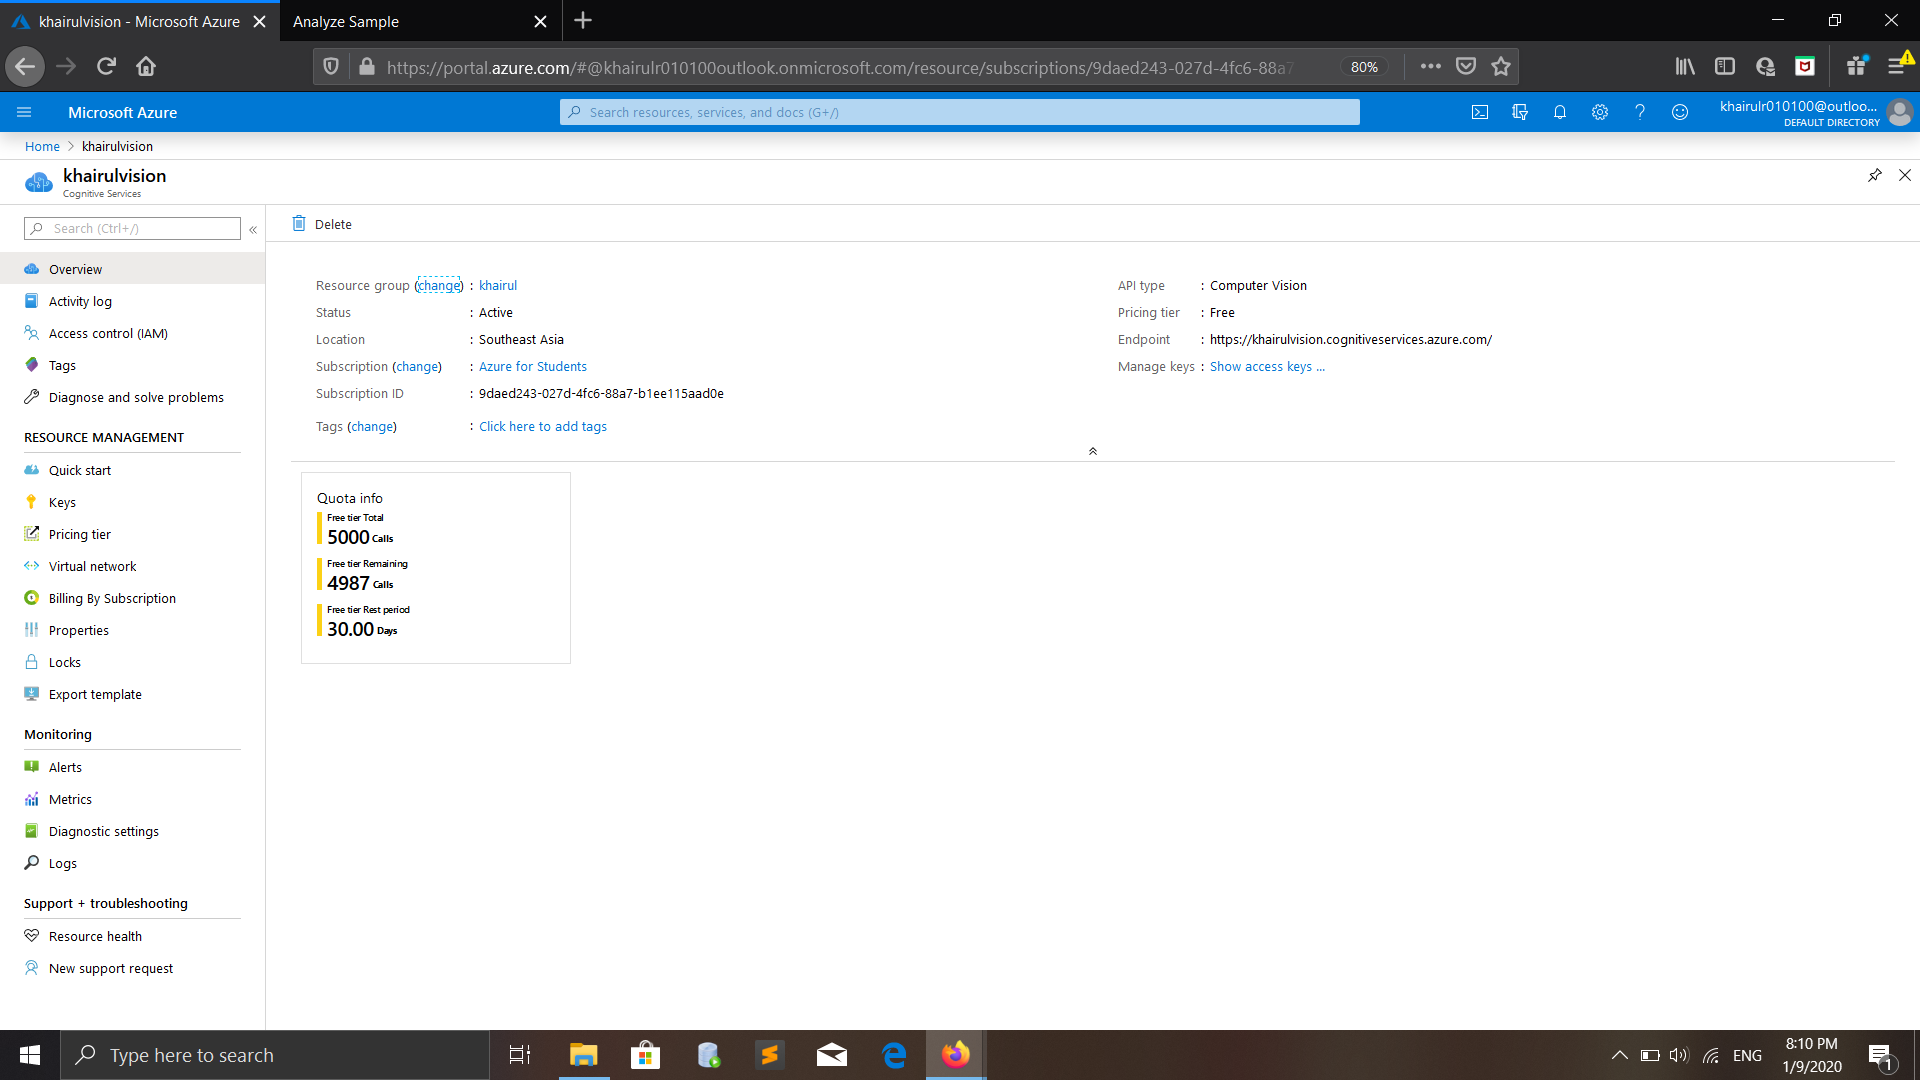 khairulvision - Microsoft Azure
Analyze Sample
https://portal.azure.com/#@khairulr010100outlook.onmicrosoft.com/resource/subscriptions/9daed243-027d-4fc6-88a7
80%
Microsoft Azure
Search resources, services, and docs (G+/)
khairulr010100@outloo...
DEFAULT DIRECTORY
Home > khairulvision
khairulvision
Cognitive Services
Search (Ctrl+/)
Overview
Activity log
Access control (IAM)
Tags
Diagnose and solve problems
RESOURCE MANAGEMENT
Quick start
Keys
Pricing tier
Virtual network
Billing By Subscription
Properties
Locks
Export template
Monitoring
Alerts
Metrics
Diagnostic settings
Logs
Support + troubleshooting
Resource health
New support request
Delete
Resource group (change) : khairul
Status : Active
Location : Southeast Asia
Subscription (change) : Azure for Students
Subscription ID : 9daed243-027d-4fc6-88a7-b1ee115aad0e
Tags (change) : Click here to add tags
API type : Computer Vision
Pricing tier : Free
Endpoint : https://khairulvision.cognitiveservices.azure.com/
Manage keys : Show access keys ...
Quota info
Free tier Total
5000 Calls
Free tier Remaining
4987 Calls
Free tier Rest period
30.00 Days
Type here to search
ENG
8:10 PM
1/9/2020
1